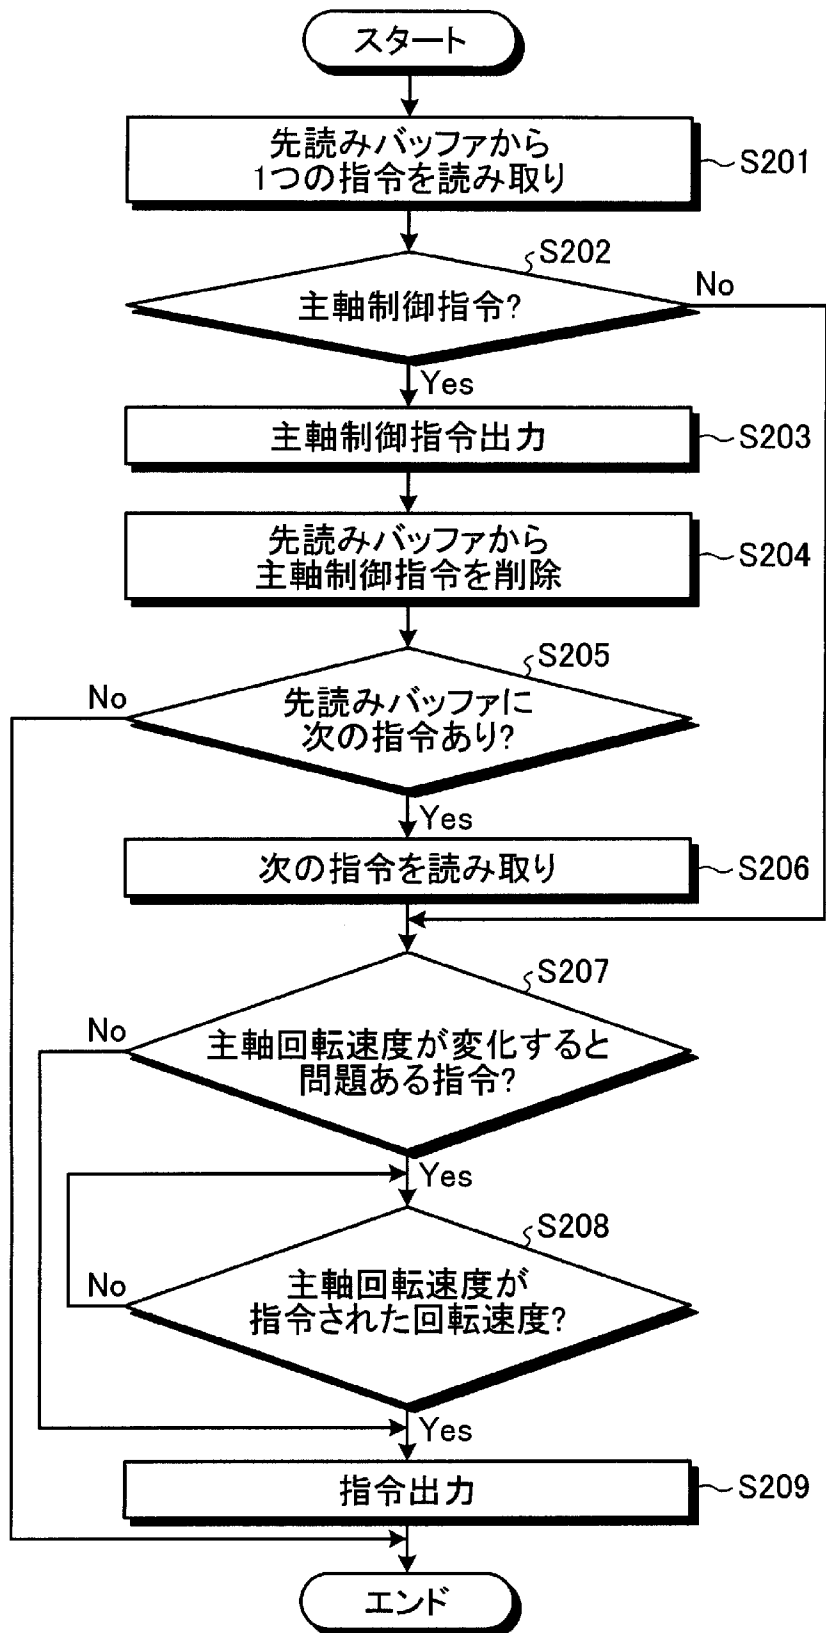 スタート
先読みバッファから
1つの指令を読み取り
S201
S202
主軸制御指令?
No
Yes
主軸制御指令出力
S203
先読みバッファから
主軸制御指令を削除
S204
S205
No
先読みバッファに
次の指令あり?
Yes
次の指令を読み取り
S206
S207
No
主軸回転速度が変化すると
問題ある指令?
Yes
S208
No
主軸回転速度が
指令された回転速度?
Yes
指令出力
S209
エンド